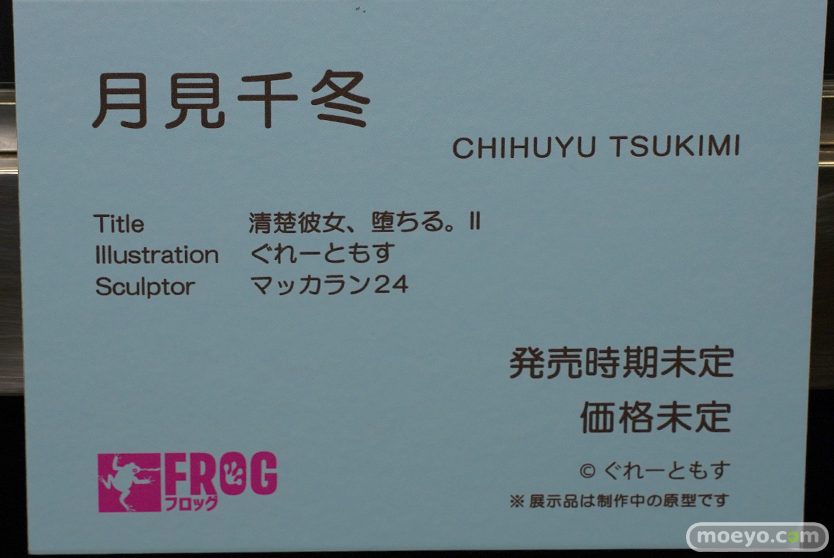 月見千冬
CHIHUYU TSUKIMI
Title 清楚彼女、堕ちる。II
Illustration ぐれーともす
Sculptor マッカラン24
発売時期未定
価格未定
© ぐれーともす
※展示品は制作中の原型です
FROG
フロッグ
moeyo.com